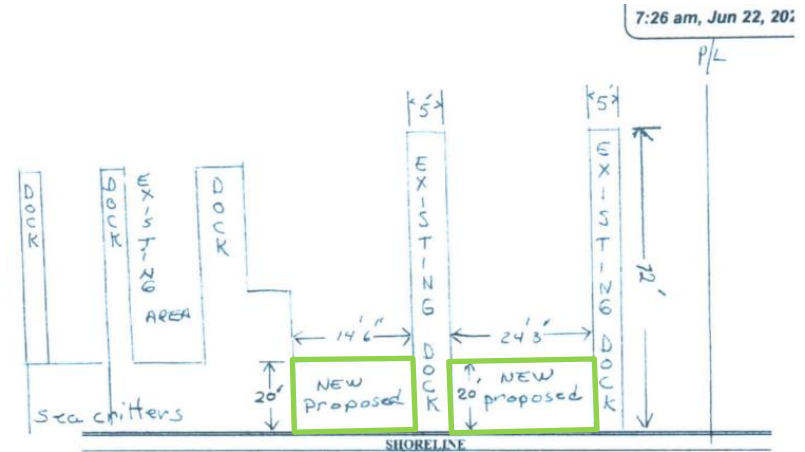 7:26 am, Jun 22, 202
P/L
5'
5'
DOCK
DOCK
EXISTING
AREA
DOCK
EXISTING DOCK
EXISTING DOCK
72'
14'6"
24'3"
20'
NEW
proposed
20'
NEW
proposed
Sea critters
SHORELINE